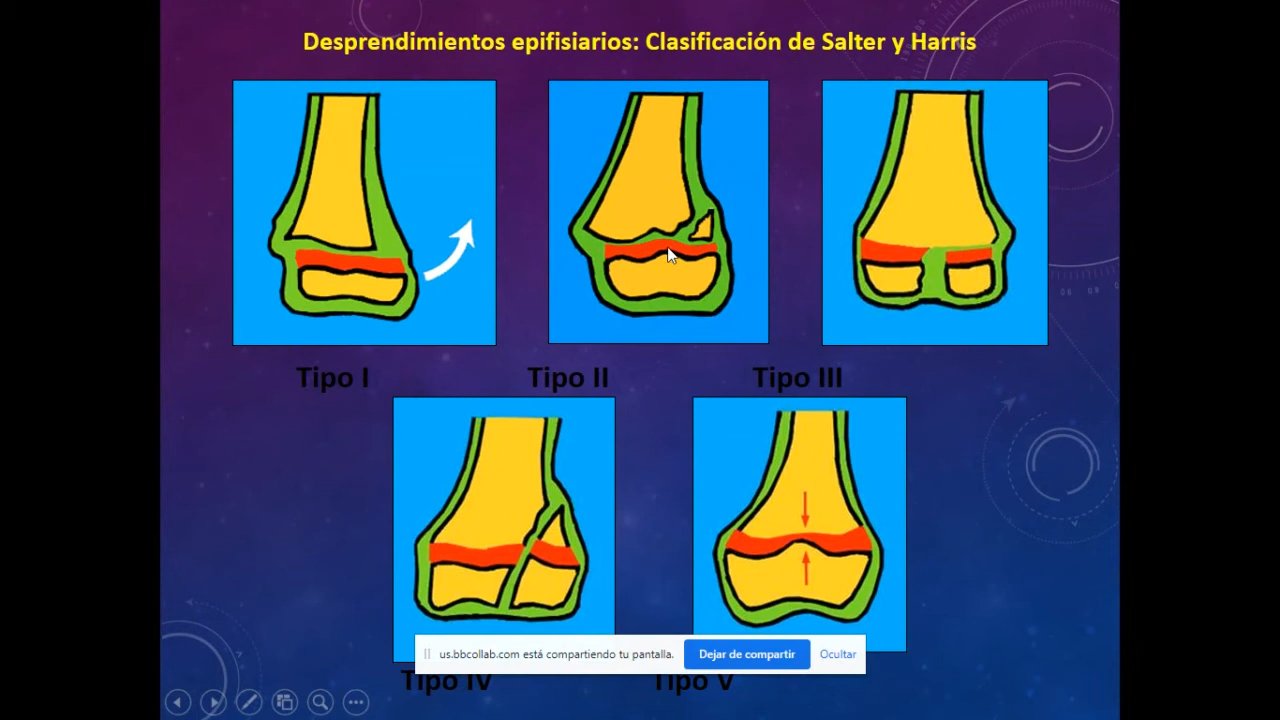 Desprendimientos epifisiarios: Clasificación de Salter y Harris
Tipo I
Tipo II
Tipo III
us.bbcollab.com está compartiendo tu pantalla.
Dejar de compartir
Ocultar
Tipo IV
Tipo V